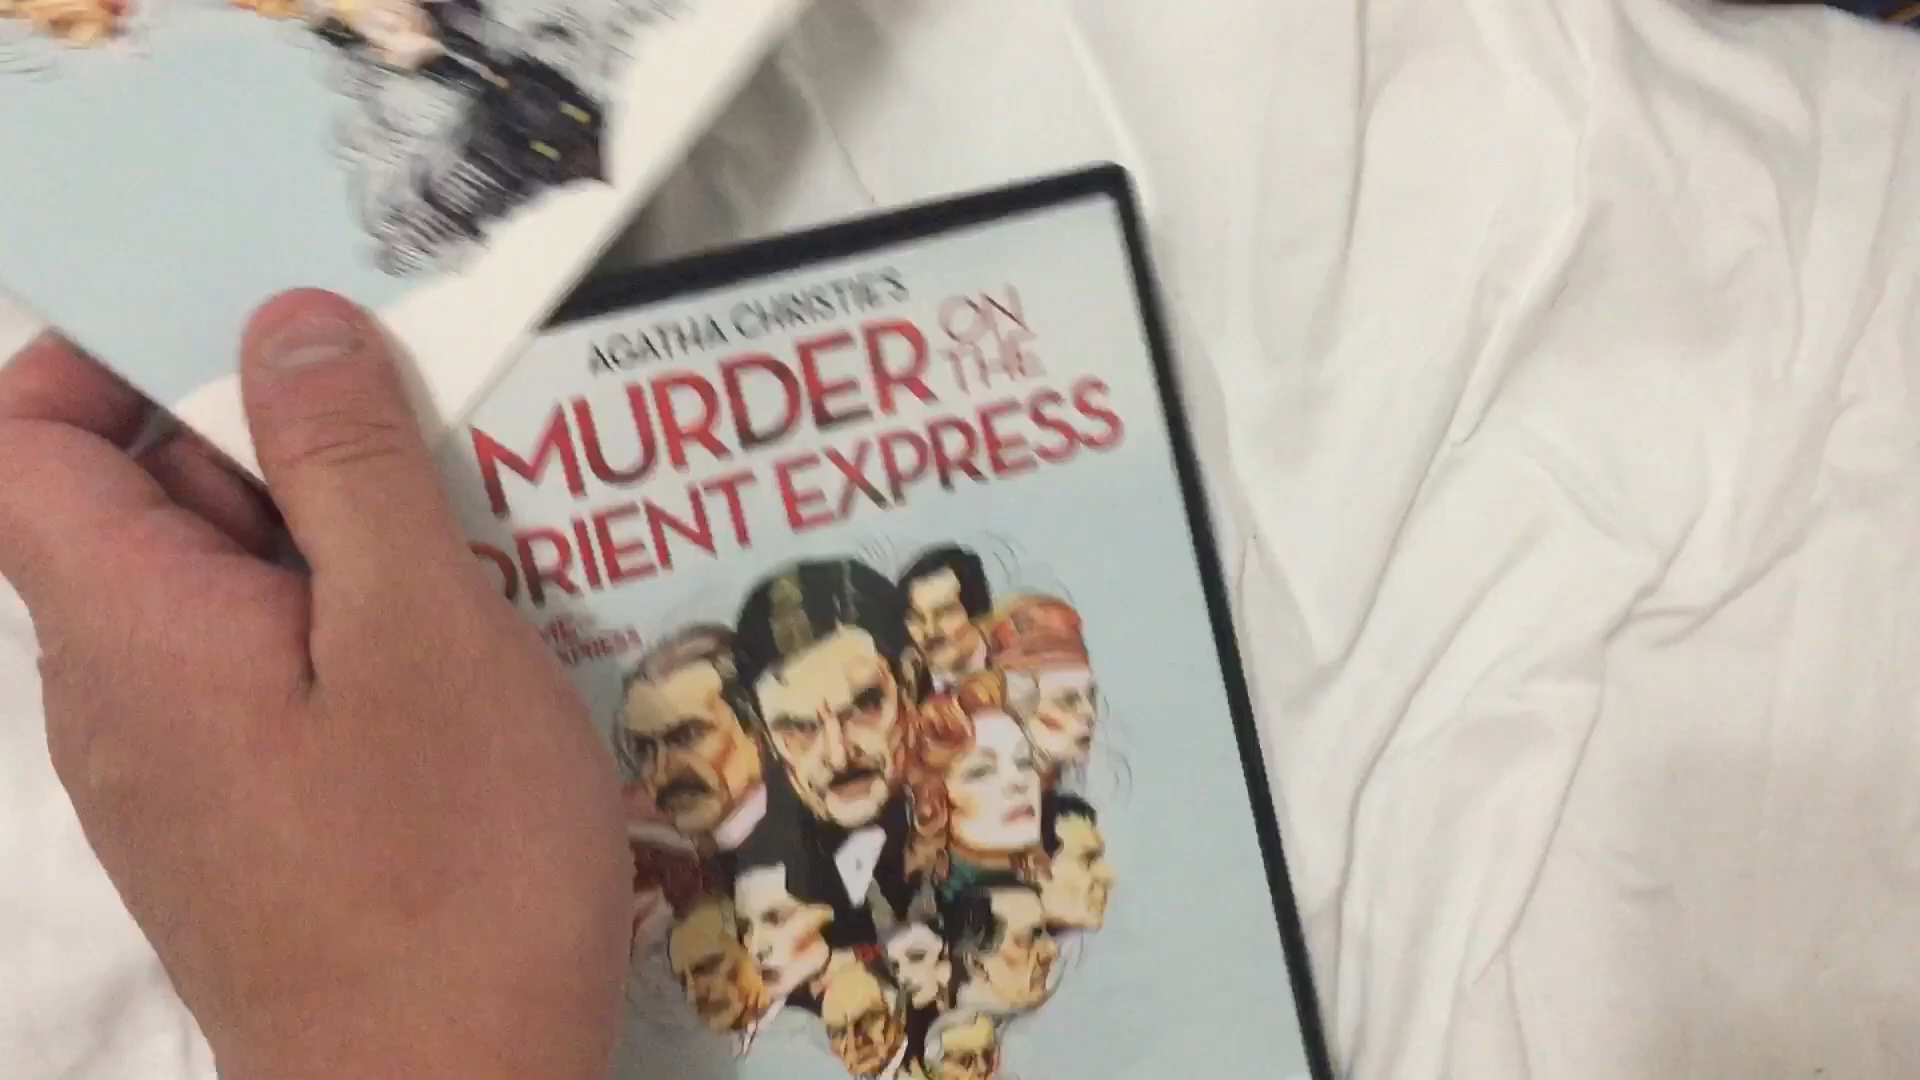 AGATHA CHRISTIE'S
MURDER ON THE
ORIENT EXPRESS